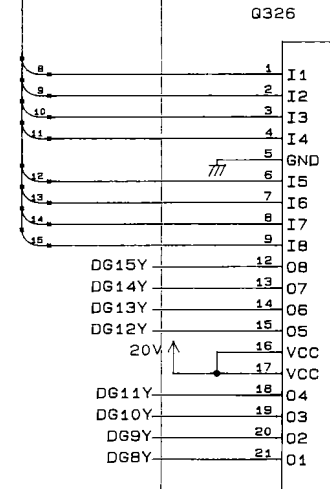 Q326
8 1 I1
9 2 I2
10 3 I3
11 4 I4
5 GND
12 6 I5
13 7 I6
14 8 I7
15 9 I8
DG15Y 12 O8
DG14Y 13 O7
DG13Y 14 O6
DG12Y 15 O5
20V 16 VCC
17 VCC
DG11Y 18 O4
DG10Y 19 O3
DG9Y 20 O2
DG8Y 21 O1